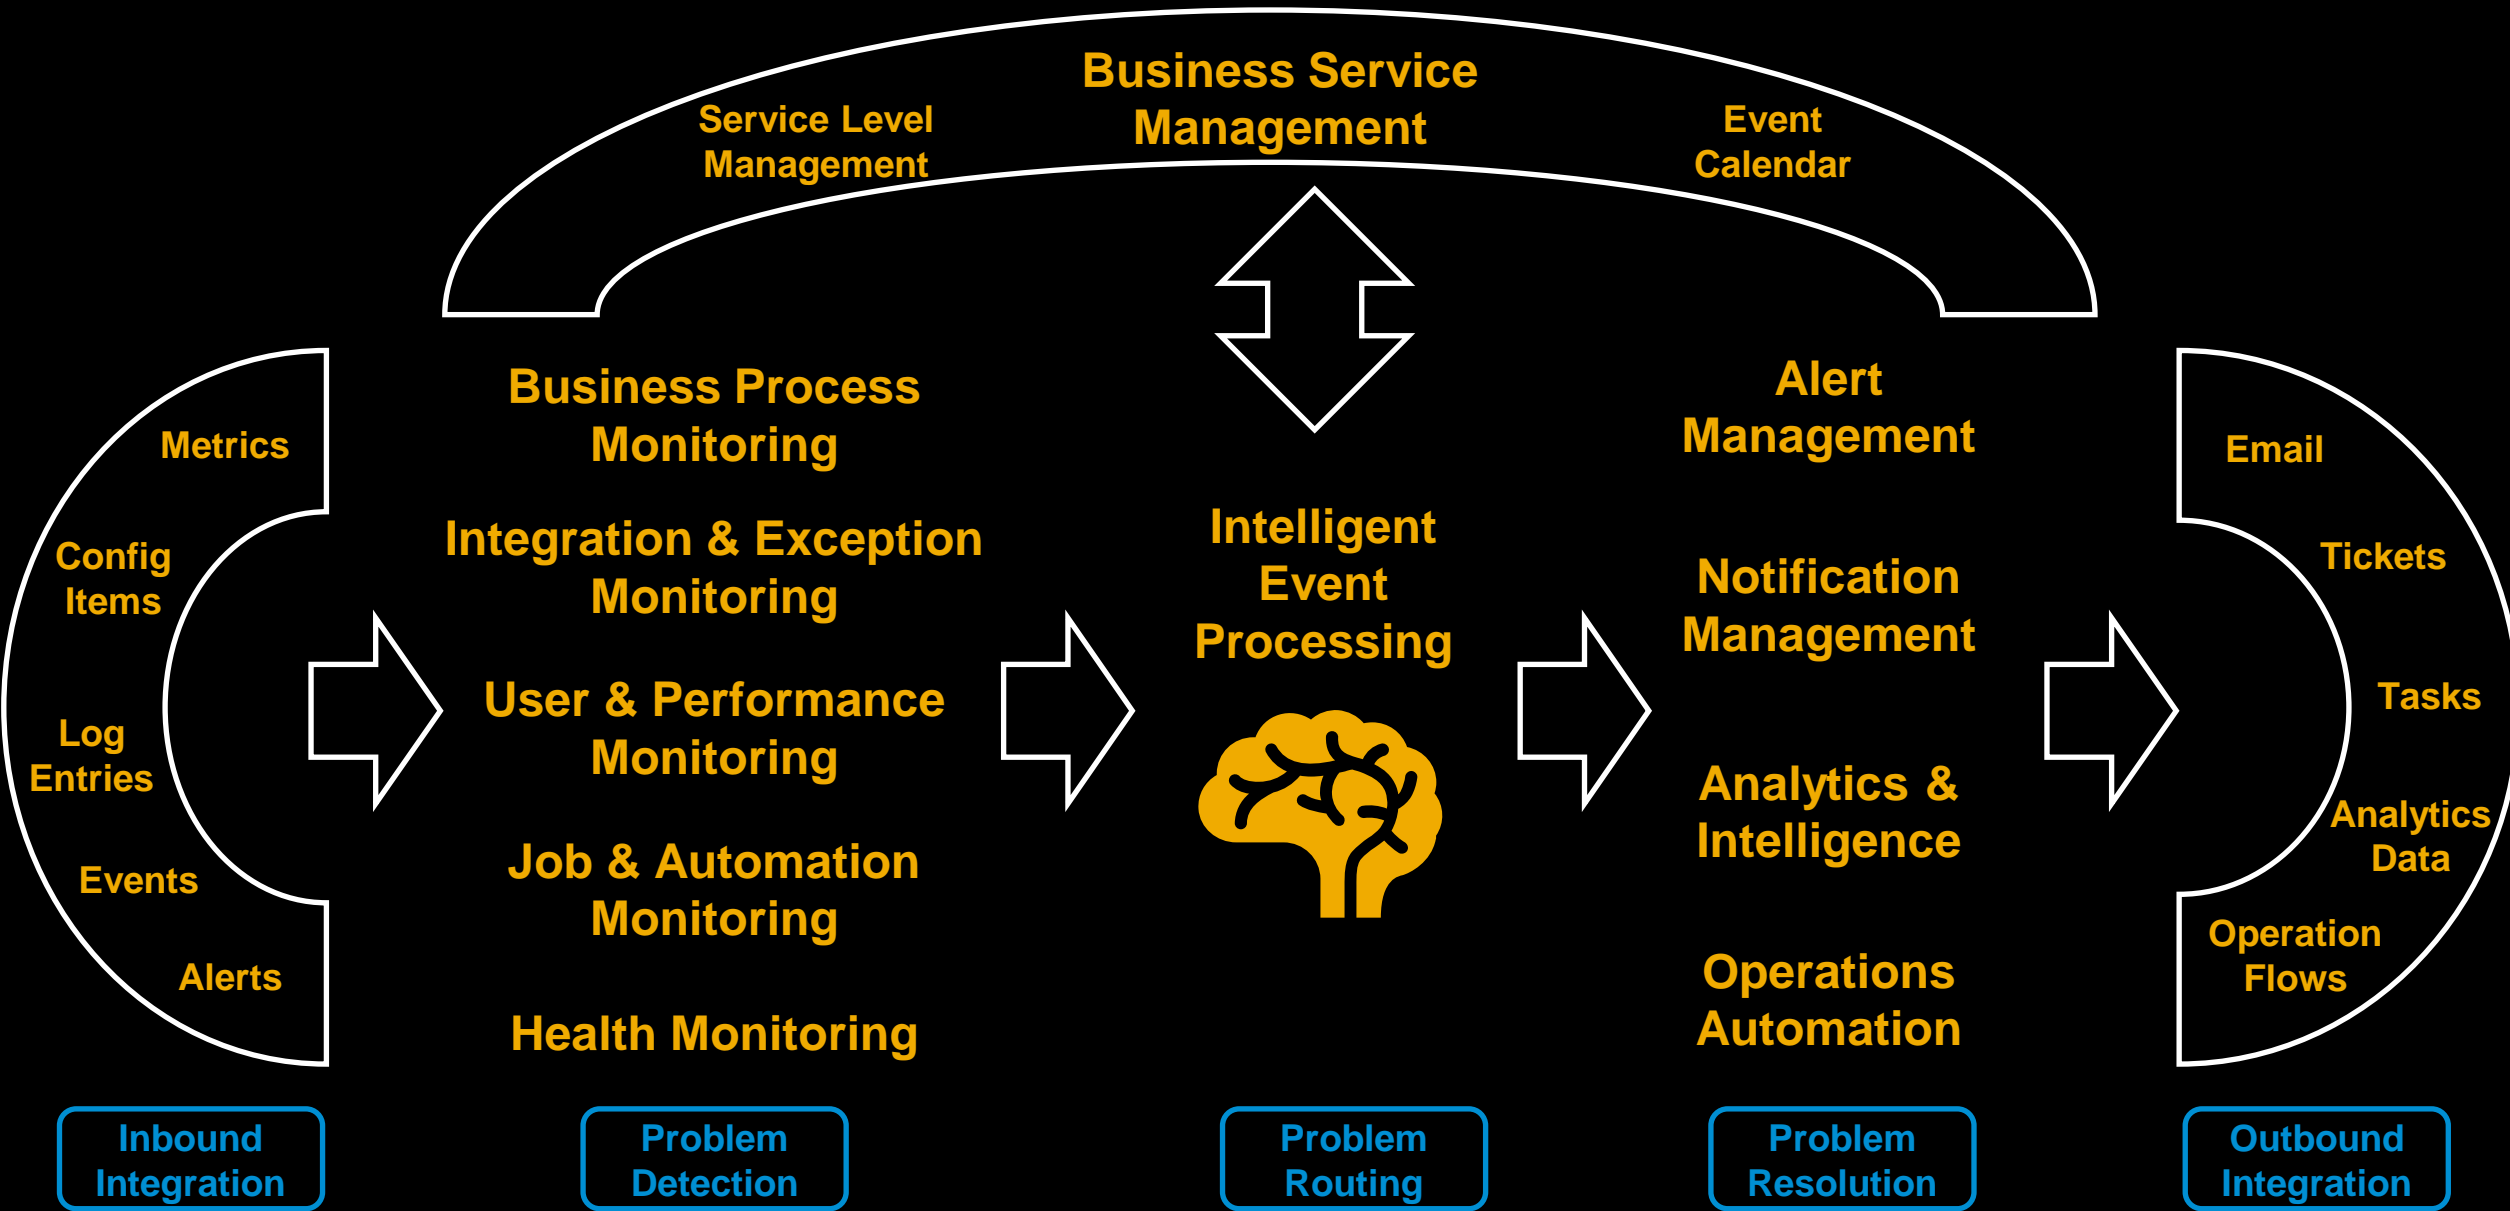 Business Service
Management
Service Level
Management
Event
Calendar
Metrics
Config
Items
Log
Entries
Events
Alerts
Business Process
Monitoring
Integration & Exception
Monitoring
User & Performance
Monitoring
Job & Automation
Monitoring
Health Monitoring
Intelligent
Event
Processing
Alert
Management
Notification
Management
Analytics &
Intelligence
Operations
Automation
Email
Tickets
Tasks
Analytics
Data
Operation
Flows
Inbound
Integration
Problem
Detection
Problem
Routing
Problem
Resolution
Outbound
Integration